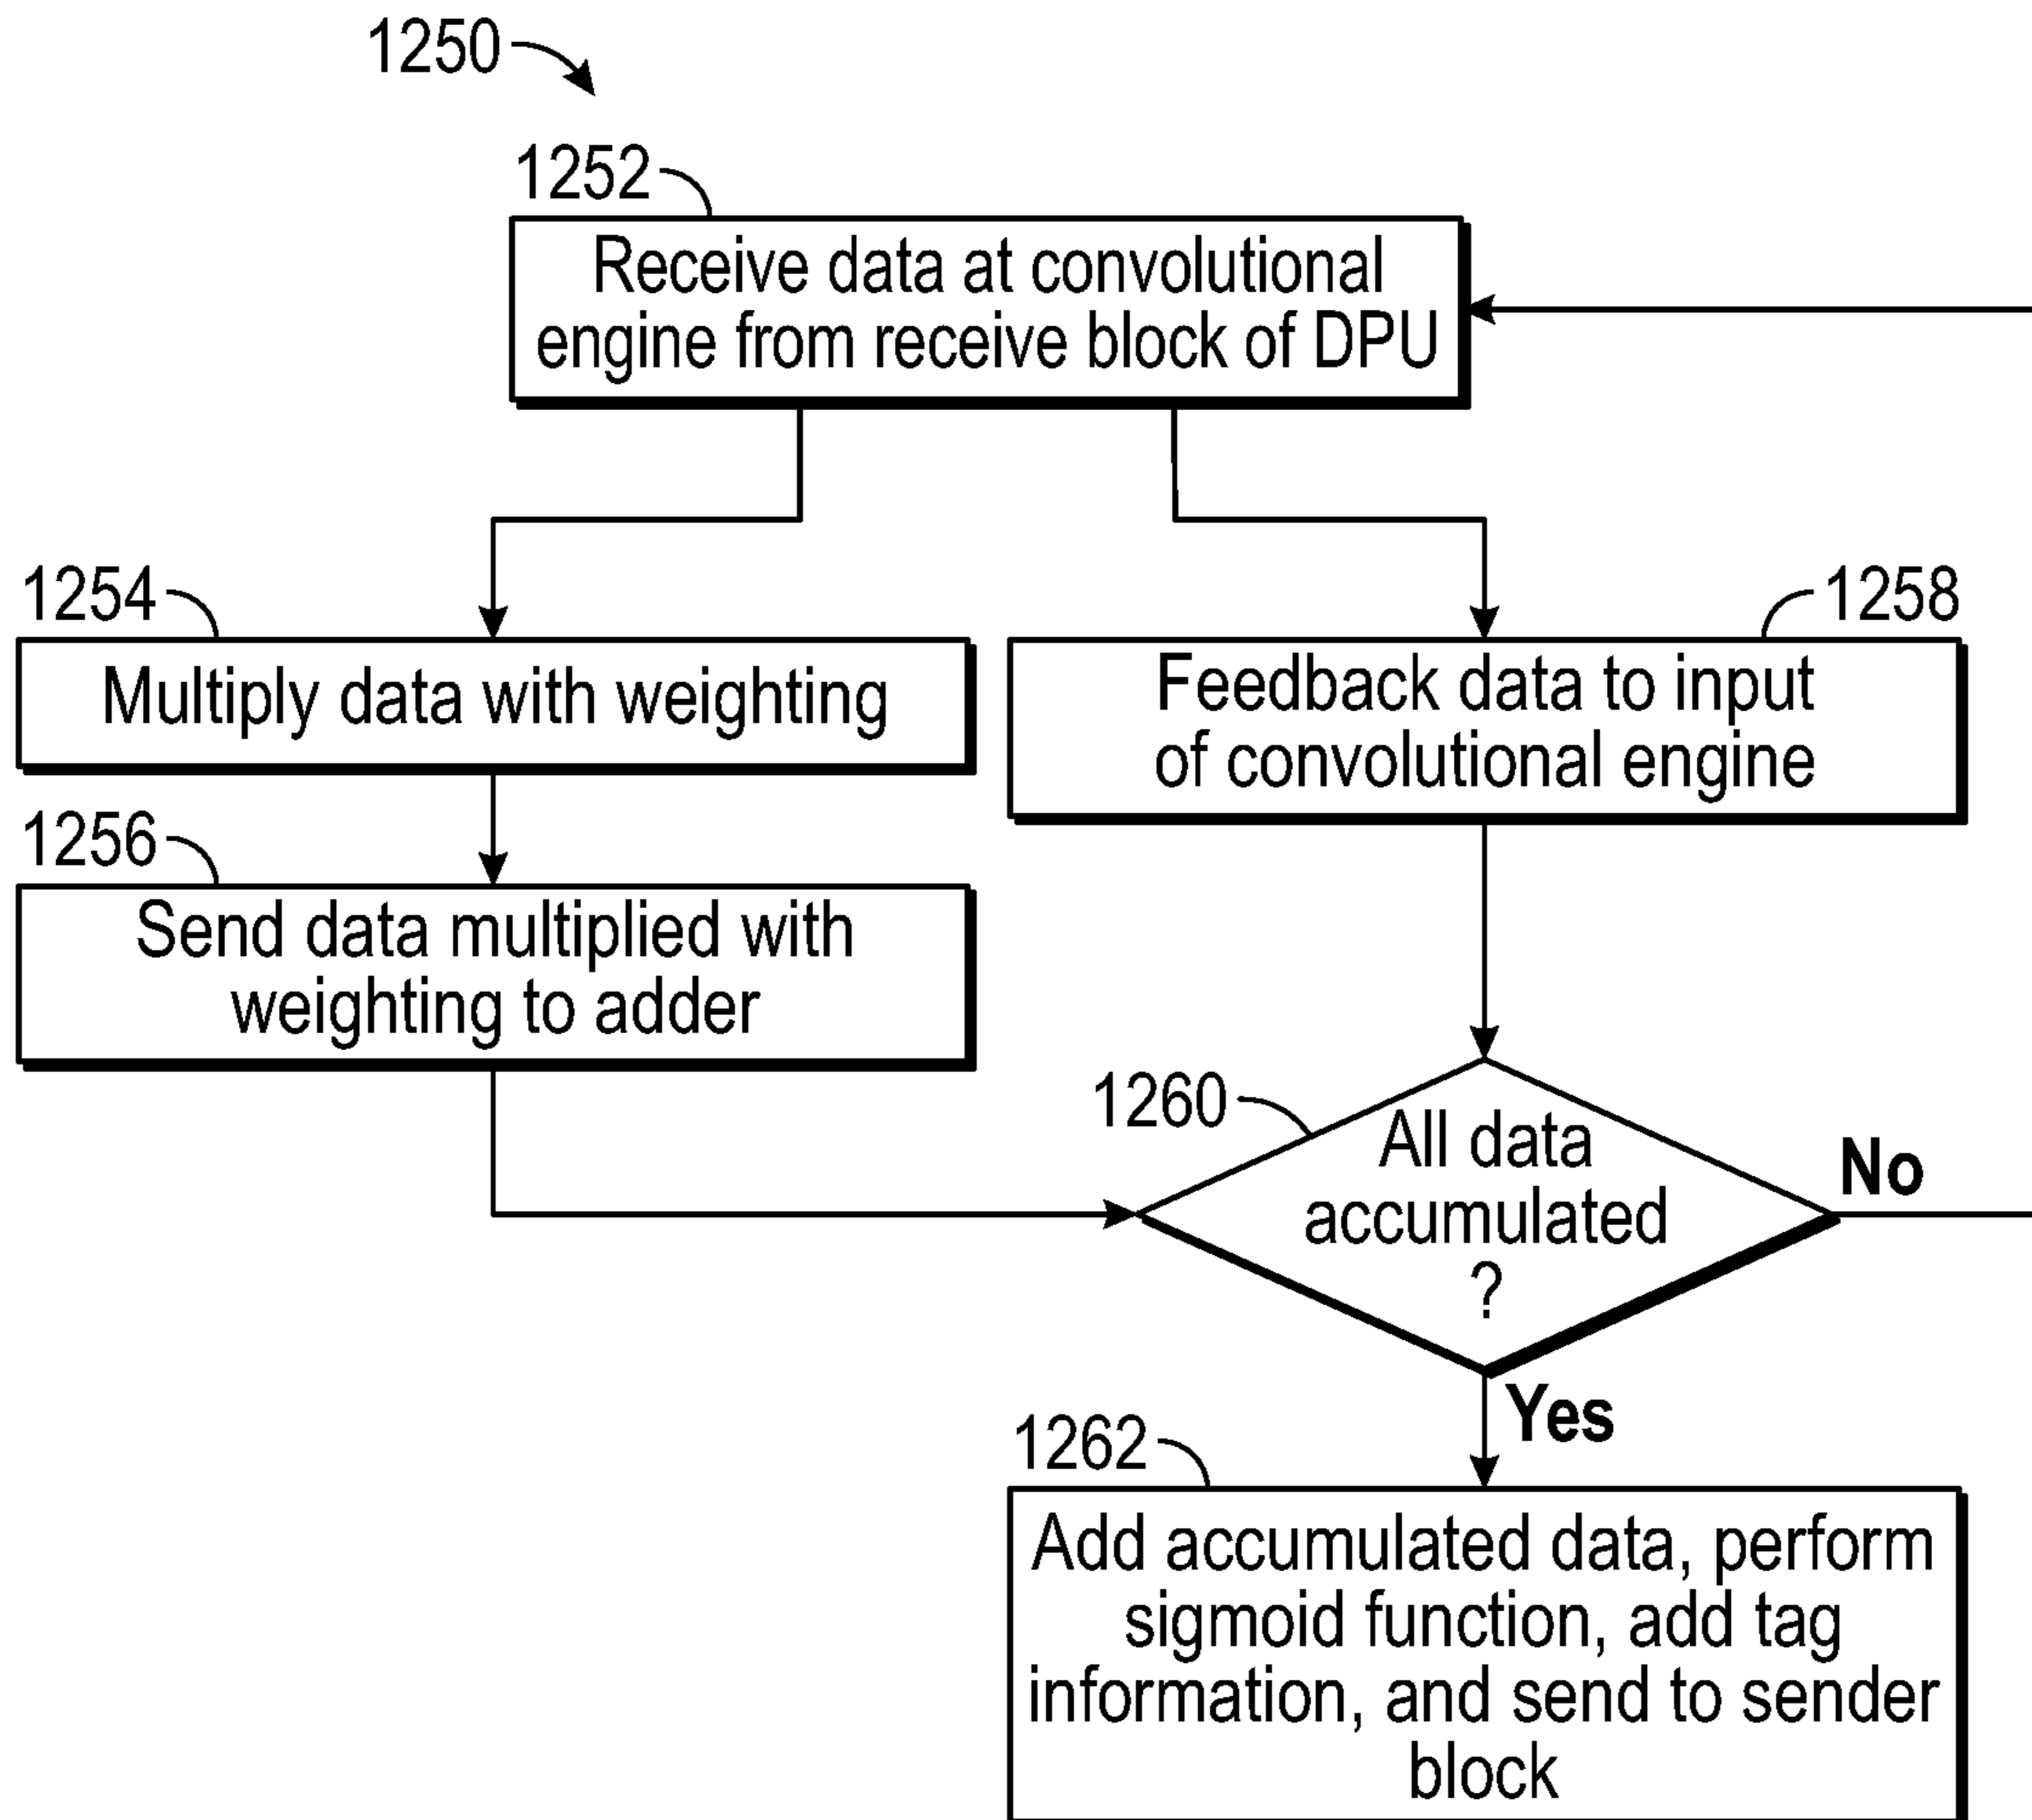 1250
1252
Receive data at convolutional
engine from receive block of DPU
1254
Multiply data with weighting
1258
Feedback data to input
of convolutional engine
1256
Send data multiplied with
weighting to adder
1260
All data
accumulated
?
No
Yes
1262
Add accumulated data, perform
sigmoid function, add tag
information, and send to sender
block